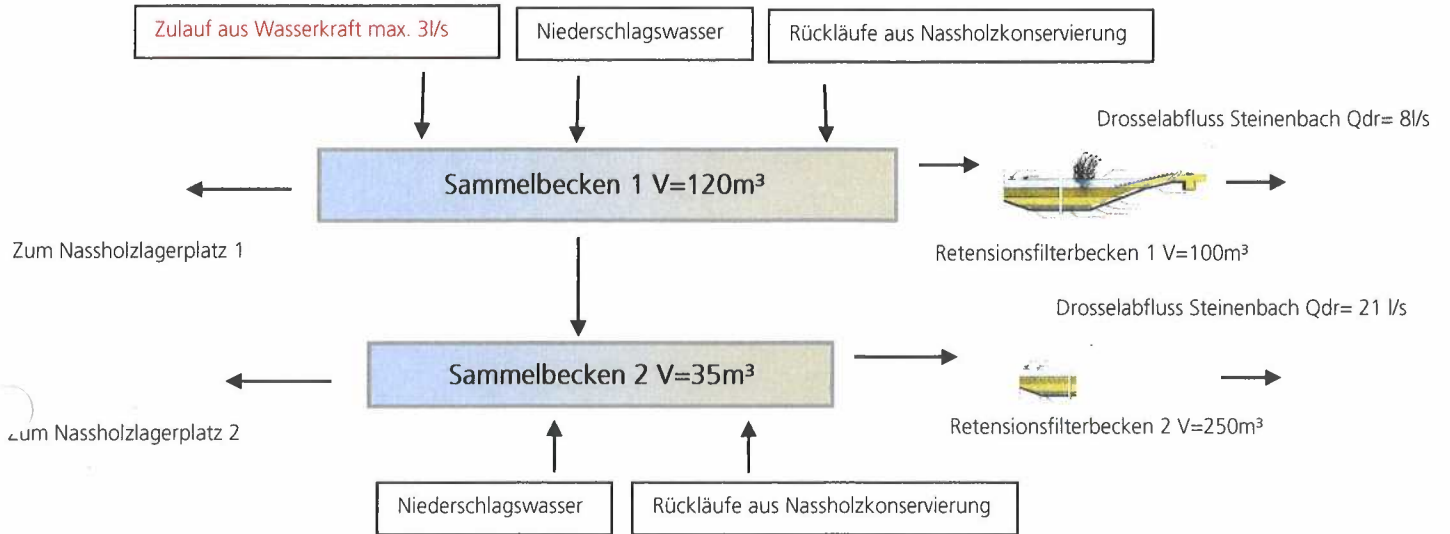 Zulauf aus Wasserkraft max. 3l/s
Niederschlagswasser
Rückläufe aus Nassholzkonservierung
Drosselabfluss Steinenbach Qdr= 8l/s
Sammelbecken 1 V=120m³
Zum Nassholzlagerplatz 1
Retensionsfilterbecken 1 V=100m³
Drosselabfluss Steinenbach Qdr= 21 l/s
Sammelbecken 2 V=35m³
Zum Nassholzlagerplatz 2
Retensionsfilterbecken 2 V=250m³
Niederschlagswasser
Rückläufe aus Nassholzkonservierung